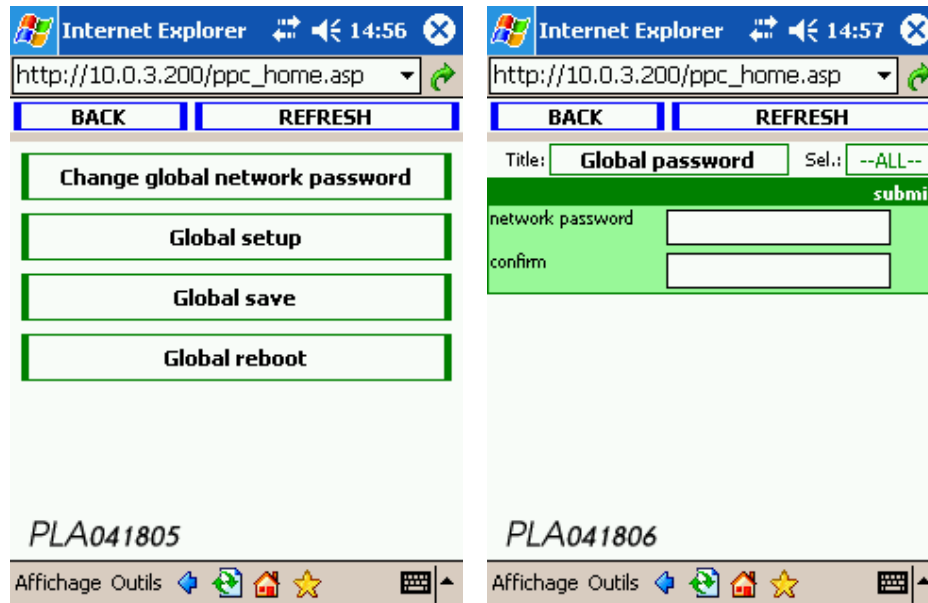 Internet Explorer 14:56
http://10.0.3.200/ppc_home.asp
BACK REFRESH
Change global network password
Global setup
Global save
Global reboot
PLA041805
Affichage Outils
Internet Explorer 14:57
http://10.0.3.200/ppc_home.asp
BACK REFRESH
Title: Global password Sel.: --ALL--
submi
network password
confirm
PLA041806
Affichage Outils